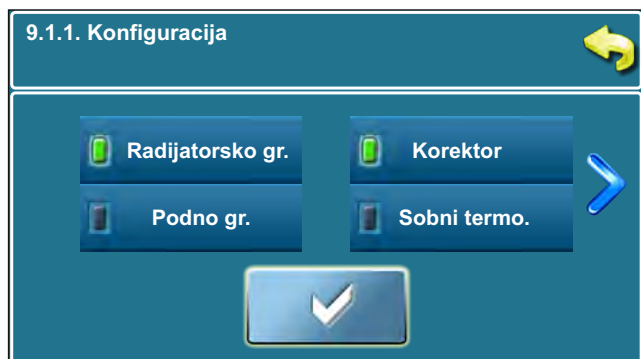 9.1.1. Konfiguracija
Radijatorsko gr.
Korektor
Podno gr.
Sobni termo.